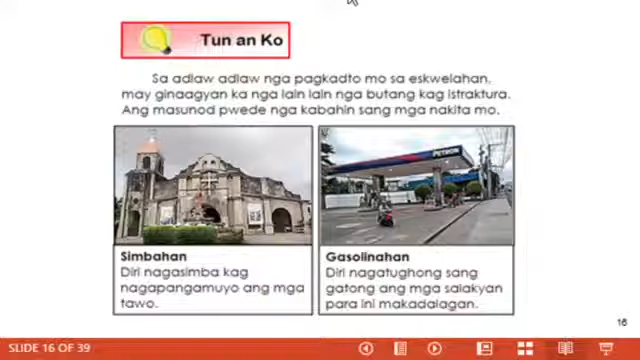 Tun an Ko
Sa adlaw adlaw nga pagkadto mo sa eskwelahan,
may ginaagyan ka nga lain lain nga butang kag istraktura.
Ang masunod pwede nga kabahin sang mga nakita mo.
PETRON
Simbahan
Diri nagasimba kag
nagapangamuyo ang mga
tawo.
Gasolinahan
Diri nagatughong sang
gatong ang mga salakyan
para ini makadalagan.
16
SLIDE 16 OF 39